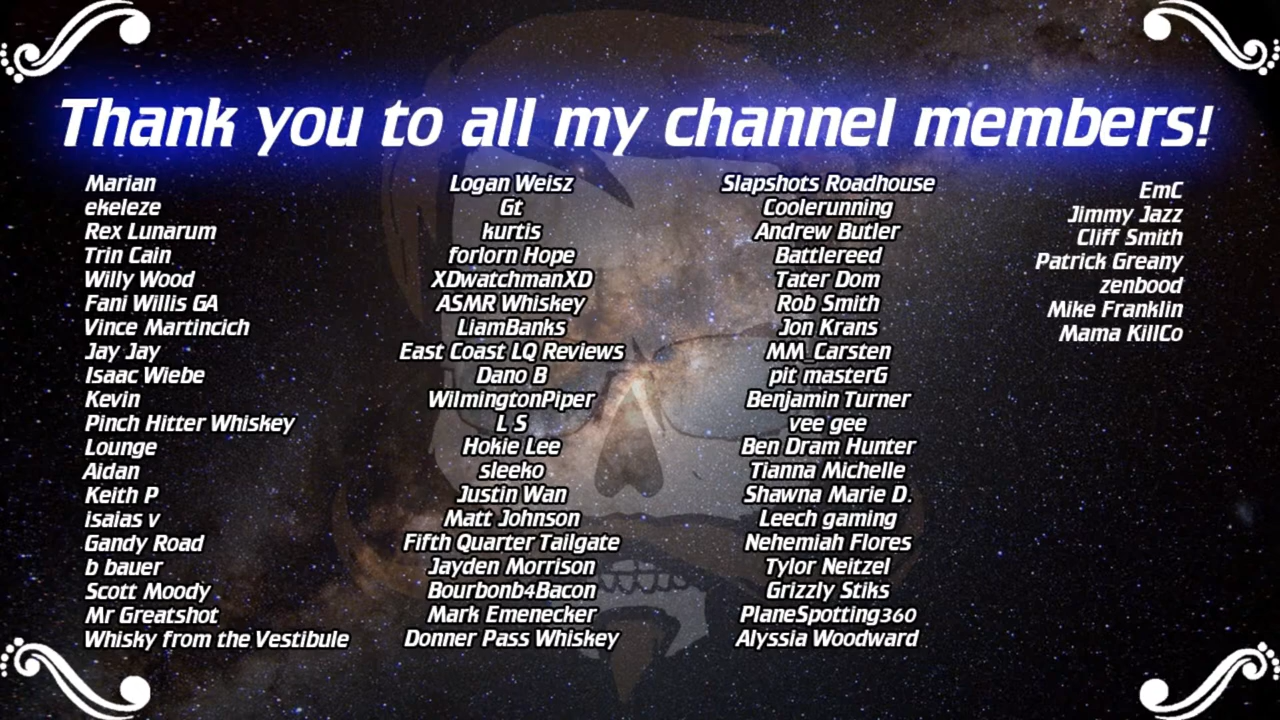 Thank you to all my channel members!
Marian
ekeleze
Rex Lunarum
Trin Cain
Willy Wood
Fani Willis GA
Vince Martincich
Jay Jay
Isaac Wiebe
Kevin
Pinch Hitter Whiskey
Lounge
Aidan
Keith P
isaias v
Gandy Road
b bauer
Scott Moody
Mr Greatshot
Whisky from the Vestibule
Logan Weisz
Gt
kurtis
forlorn Hope
XDwatchmanXD
ASMR Whiskey
LiamBanks
East Coast LQ Reviews
Dano B
WilmingtonPiper
L S
Hokie Lee
sleeko
Justin Wan
Matt Johnson
Fifth Quarter Tailgate
Jayden Morrison
Bourbonb4Bacon
Mark Emenecker
Donner Pass Whiskey
Slapshots Roadhouse
Coolerunning
Andrew Butler
Battlereed
Tater Dom
Rob Smith
Jon Krans
MM_Carsten
pit masterG
Benjamin Turner
vee gee
Ben Dram Hunter
Tianna Michelle
Shawna Marie D.
Leech gaming
Nehemiah Flores
Tylor Neitzel
Grizzly Stiks
PlaneSpotting360
Alyssia Woodward
EmC
Jimmy Jazz
Cliff Smith
Patrick Greany
zenbood
Mike Franklin
Mama KillCo